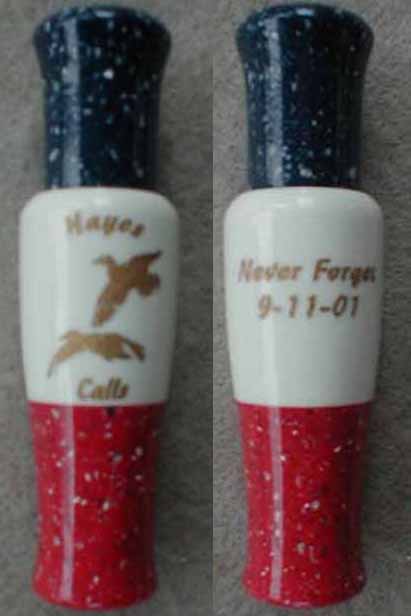 Hayes
Calls
Never Forget
9-11-01